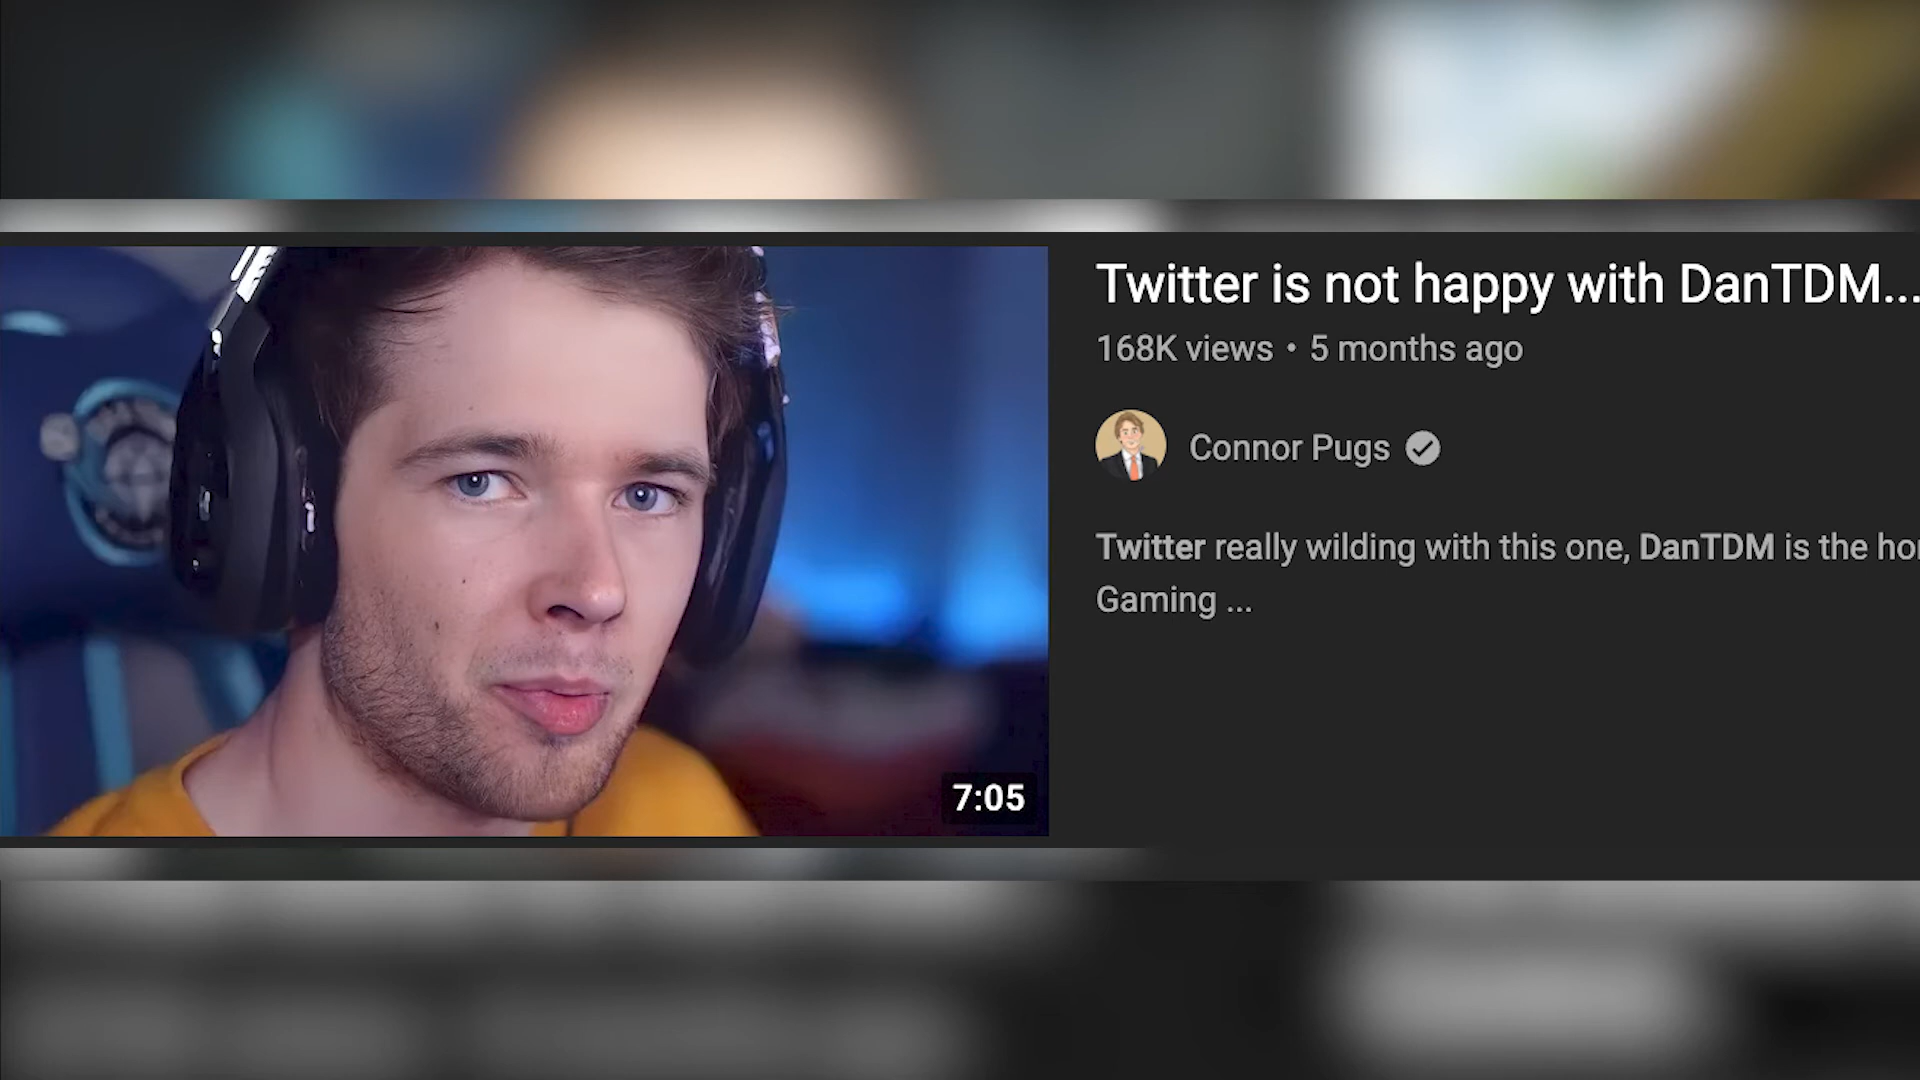 Twitter is not happy with DanTDM...
168K views • 5 months ago
Connor Pugs
Twitter really wilding with this one, DanTDM is the
Gaming ...
7:05